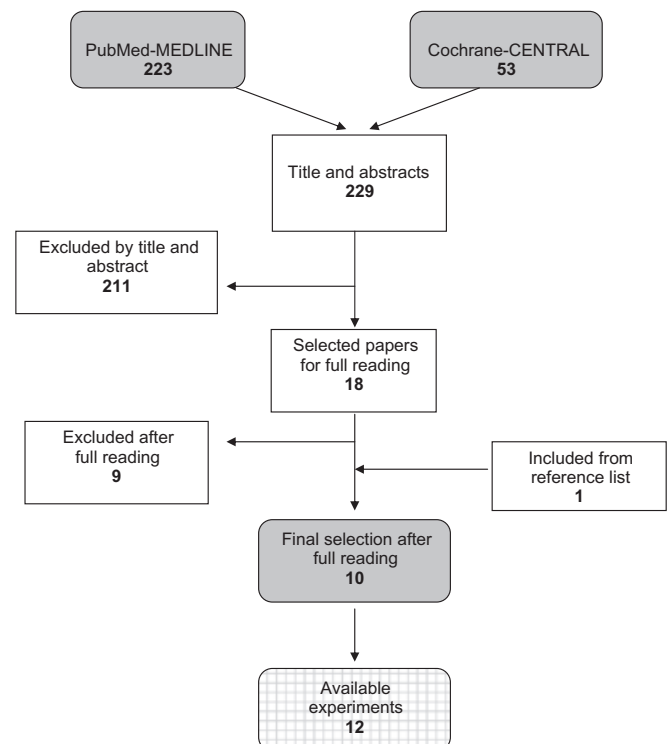 PubMed-MEDLINE
223
Cochrane-CENTRAL
53
Title and abstracts
229
Excluded by title and
abstract
211
Selected papers
for full reading
18
Excluded after
full reading
9
Included from
reference list
1
Final selection after
full reading
10
Available
experiments
12